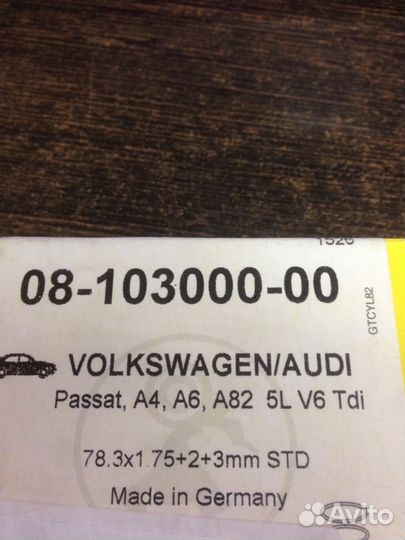 1526
08-103000-00
GTCYL82
VOLKSWAGEN/AUDI
Passat, A4, A6, A82 5L V6 Tdi
78.3x1.75+2+3mm STD
Made in Germany
Avito